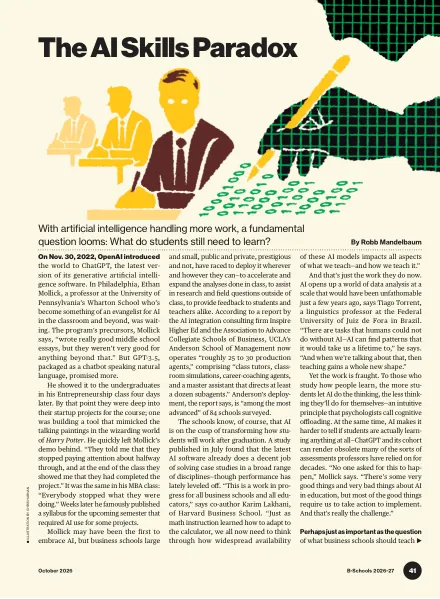 The AI Skills Paradox
With artificial intelligence handling more work, a fundamental
question looms: What do students still need to learn?
By Robb Mandelbaum
On Nov. 30, 2022, OpenAI introduced
the world to ChatGPT, the latest ver-
sion of its generative artificial intelli-
gence software. In Philadelphia, Ethan
Mollick, a professor at the University of
Pennsylvania's Wharton School who's
become something of an evangelist for AI
in the classroom and beyond, was wait-
ing. The program's precursors, Mollick
says, "wrote really good middle school
essays, but they weren't very good for
anything beyond that." But GPT-3.5,
packaged as a chatbot speaking natural
language, promised more.
He showed it to the undergraduates
in his Entrepreneurship class four days
later. By that point they were deep into
their startup projects for the course; one
was building a tool that mimicked the
talking paintings in the wizarding world
of Harry Potter. He quickly left Mollick's
demo behind. "They told me that they
stopped paying attention about halfway
through, and at the end of the class they
showed me that they had completed the
project." It was the same in his MBA class:
"Everybody stopped what they were
doing." Weeks later he famously published
a syllabus for the upcoming semester that
required AI use for some projects.
Mollick may have been the first to
embrace AI, but business schools large
and small, public and private, prestigious
and not, have raced to deploy it wherever
and however they can—to accelerate and
expand the analyses done in class, to assist
in research and field questions outside of
class, to provide feedback to students and
teachers alike. According to a report by
the AI integration consulting firm Inspire
Higher Ed and the Association to Advance
Collegiate Schools of Business, UCLA's
Anderson School of Management now
operates "roughly 25 to 30 production
agents," comprising "class tutors, class-
room simulations, career-coaching agents,
and a master assistant that directs at least
a dozen subagents." Anderson's deploy-
ment, the report says, is "among the most
advanced" of 84 schools surveyed.
The schools know, of course, that AI
is on the cusp of transforming how stu-
dents will work after graduation. A study
published in July found that the latest
AI software already does a decent job
of solving case studies in a broad range
of disciplines—though performance has
lately leveled off. "This is a work in pro-
gress for all business schools and all edu-
cators," says co-author Karim Lakhani,
of Harvard Business School. "Just as
math instruction learned how to adapt to
the calculator, we all now need to think
through how widespread availability
of these AI models impacts all aspects
of what we teach—and how we teach it."
And that's just the work they do now.
AI opens up a world of data analysis at a
scale that would have been unfathomable
just a few years ago, says Tiago Torrent,
a linguistics professor at the Federal
University of Juiz de Fora in Brazil.
"There are tasks that humans could not
do without AI—AI can find patterns that
it would take us a lifetime to," he says.
"And when we're talking about that, then
teaching gains a whole new shape."
Yet the work is fraught. To those who
study how people learn, the more stu-
dents let AI do the thinking, the less think-
ing they'll do for themselves—an intuitive
principle that psychologists call cognitive
offloading. At the same time, AI makes it
harder to tell if students are actually learn-
ing anything at all—ChatGPT and its cohort
can render obsolete many of the sorts of
assessments professors have relied on for
decades. "No one asked for this to hap-
pen," Mollick says. "There's some very
good things and very bad things about AI
in education, but most of the good things
require us to take action to implement.
And that's really the challenge."
Perhaps just as important as the question
of what business schools should teach ▶
October 2026
B-Schools 2026-27
41